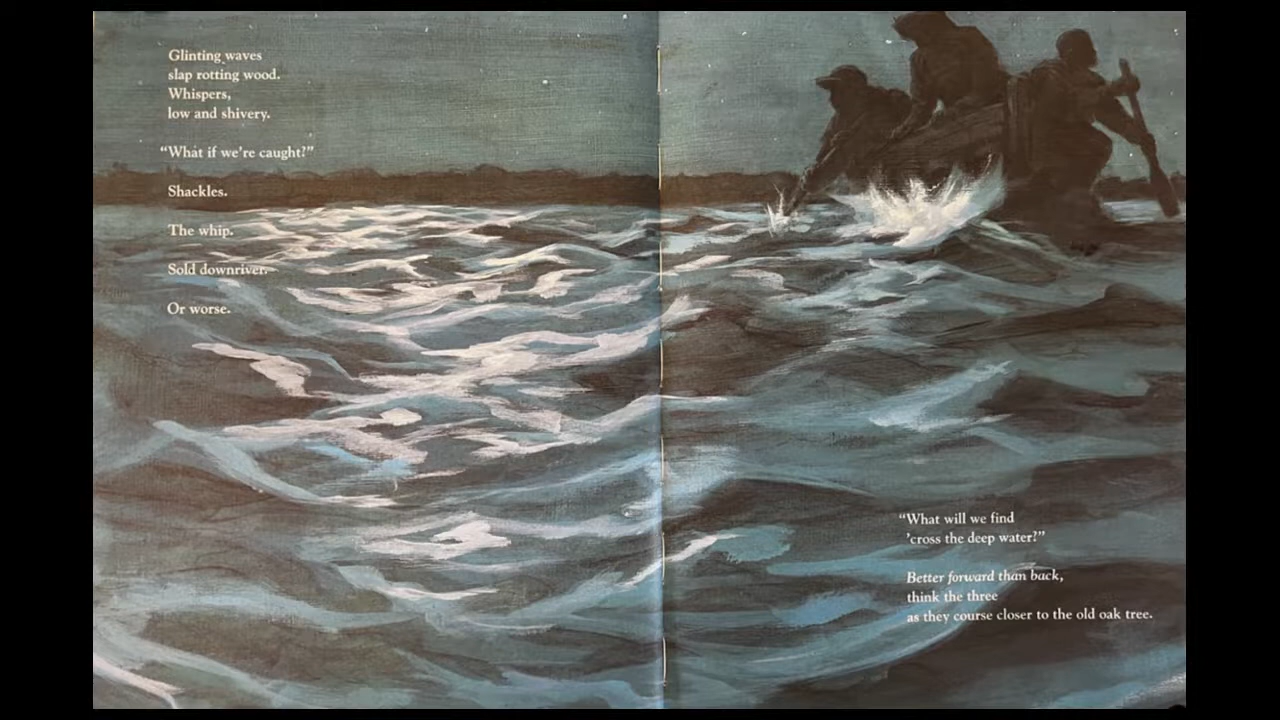 Glinting waves
slap rotting wood.
Whispers,
low and shivery.
“What if we’re caught?”
Shackles.
The whip.
Sold downriver.
Or worse.
“What will we find
’cross the deep water?”
Better forward than back,
think the three
as they course closer to the old oak tree.